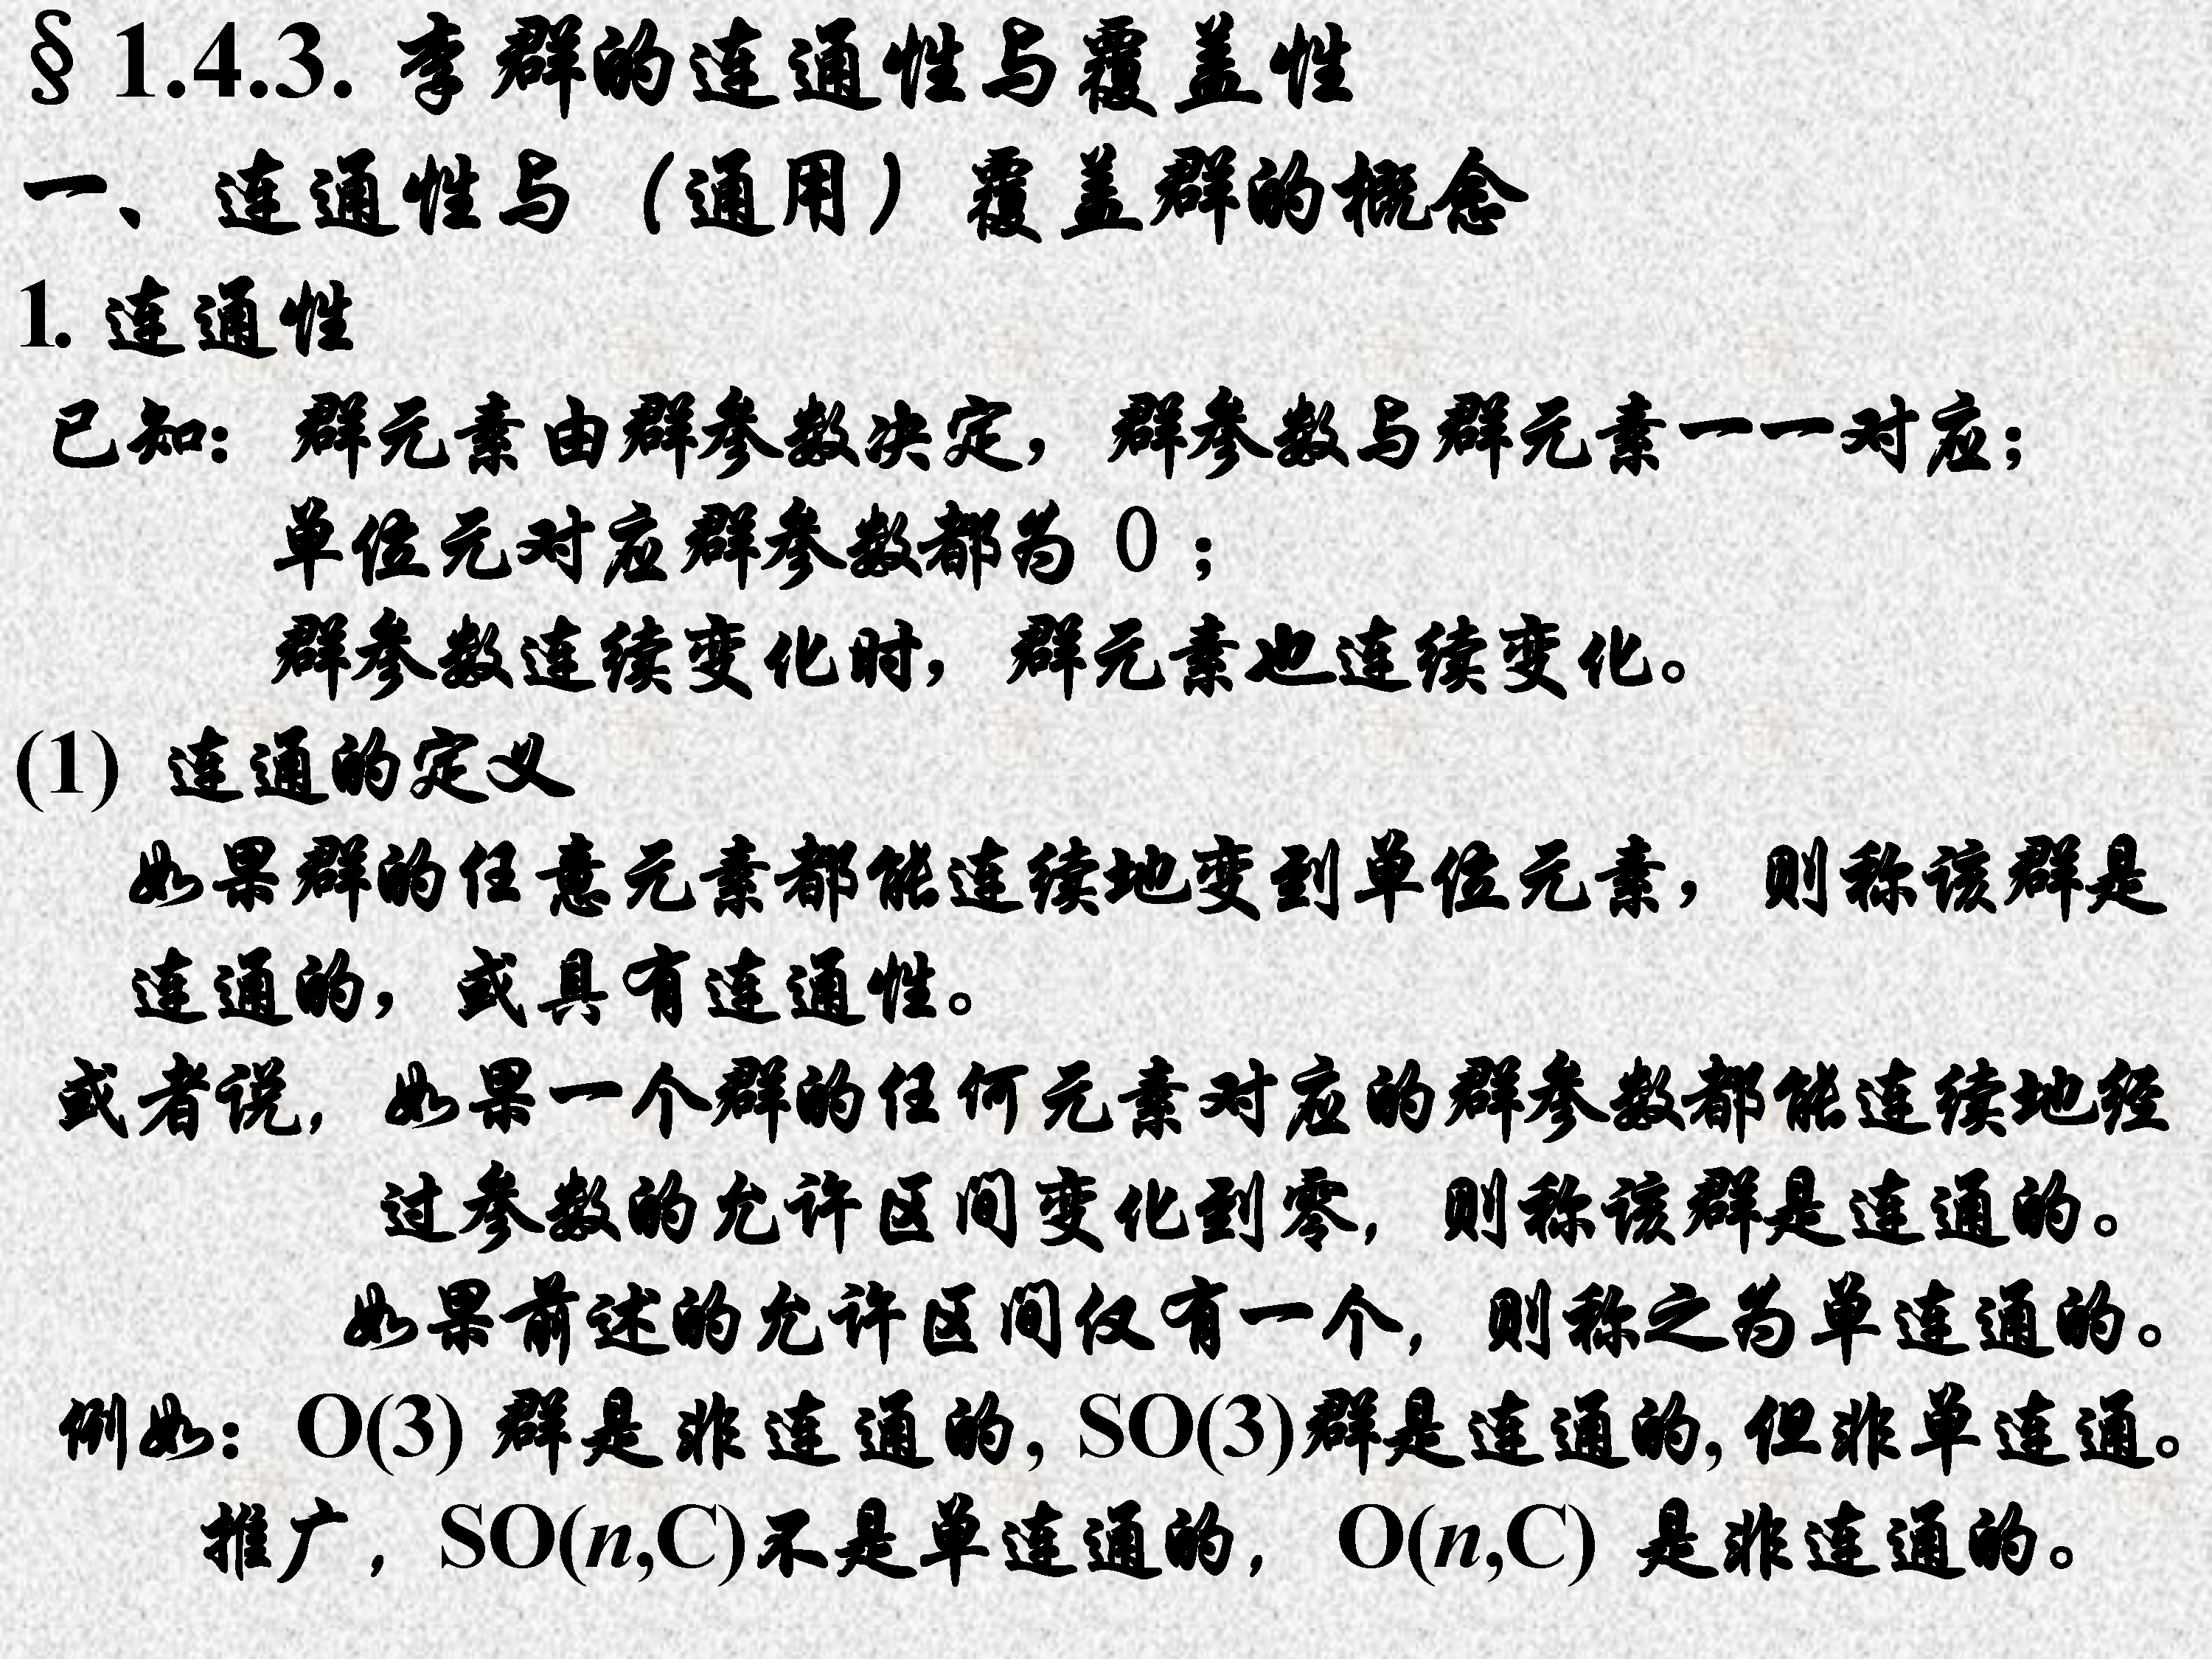 § 1.4.3. 李群的连通性与覆盖性
一、连通性与（通用）覆盖群的概念
1. 连通性
已知：群元素由群参数决定，群参数与群元素一一对应；
单位元对应群参数都为 0 ；
群参数连续变化时，群元素也连续变化。
(1) 连通的定义
如果群的任意元素都能连续地变到单位元素，则称该群是
连通的，或具有连通性。
或者说，如果一个群的任何元素对应的群参数都能连续地经
过参数的允许区间变化到零，则称该群是连通的。
如果前述的允许区间仅有一个，则称之为单连通的。
例如：O(3) 群是非连通的, SO(3)群是连通的, 但非单连通。
推广，SO(n,C)不是单连通的， O(n,C) 是非连通的。